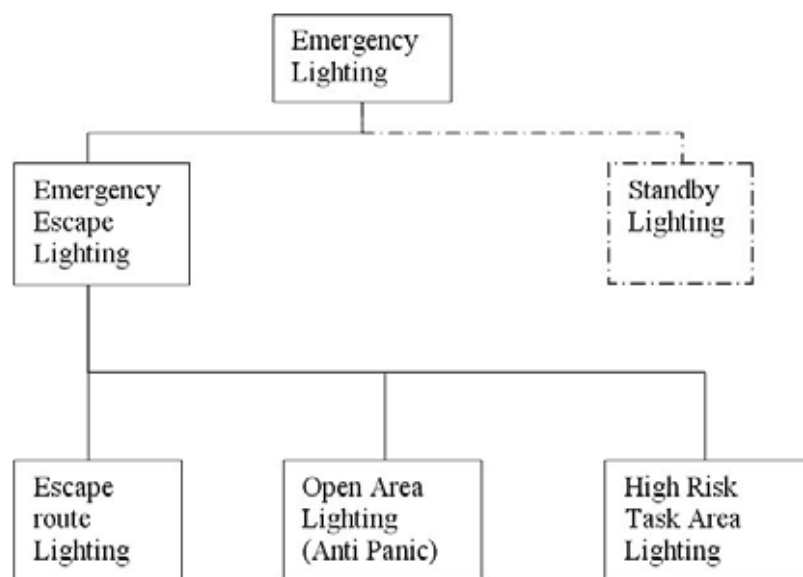 Emergency
Lighting
Emergency
Escape
Lighting
Standby
Lighting
Escape
route
Lighting
Open Area
Lighting
(Anti Panic)
High Risk
Task Area
Lighting